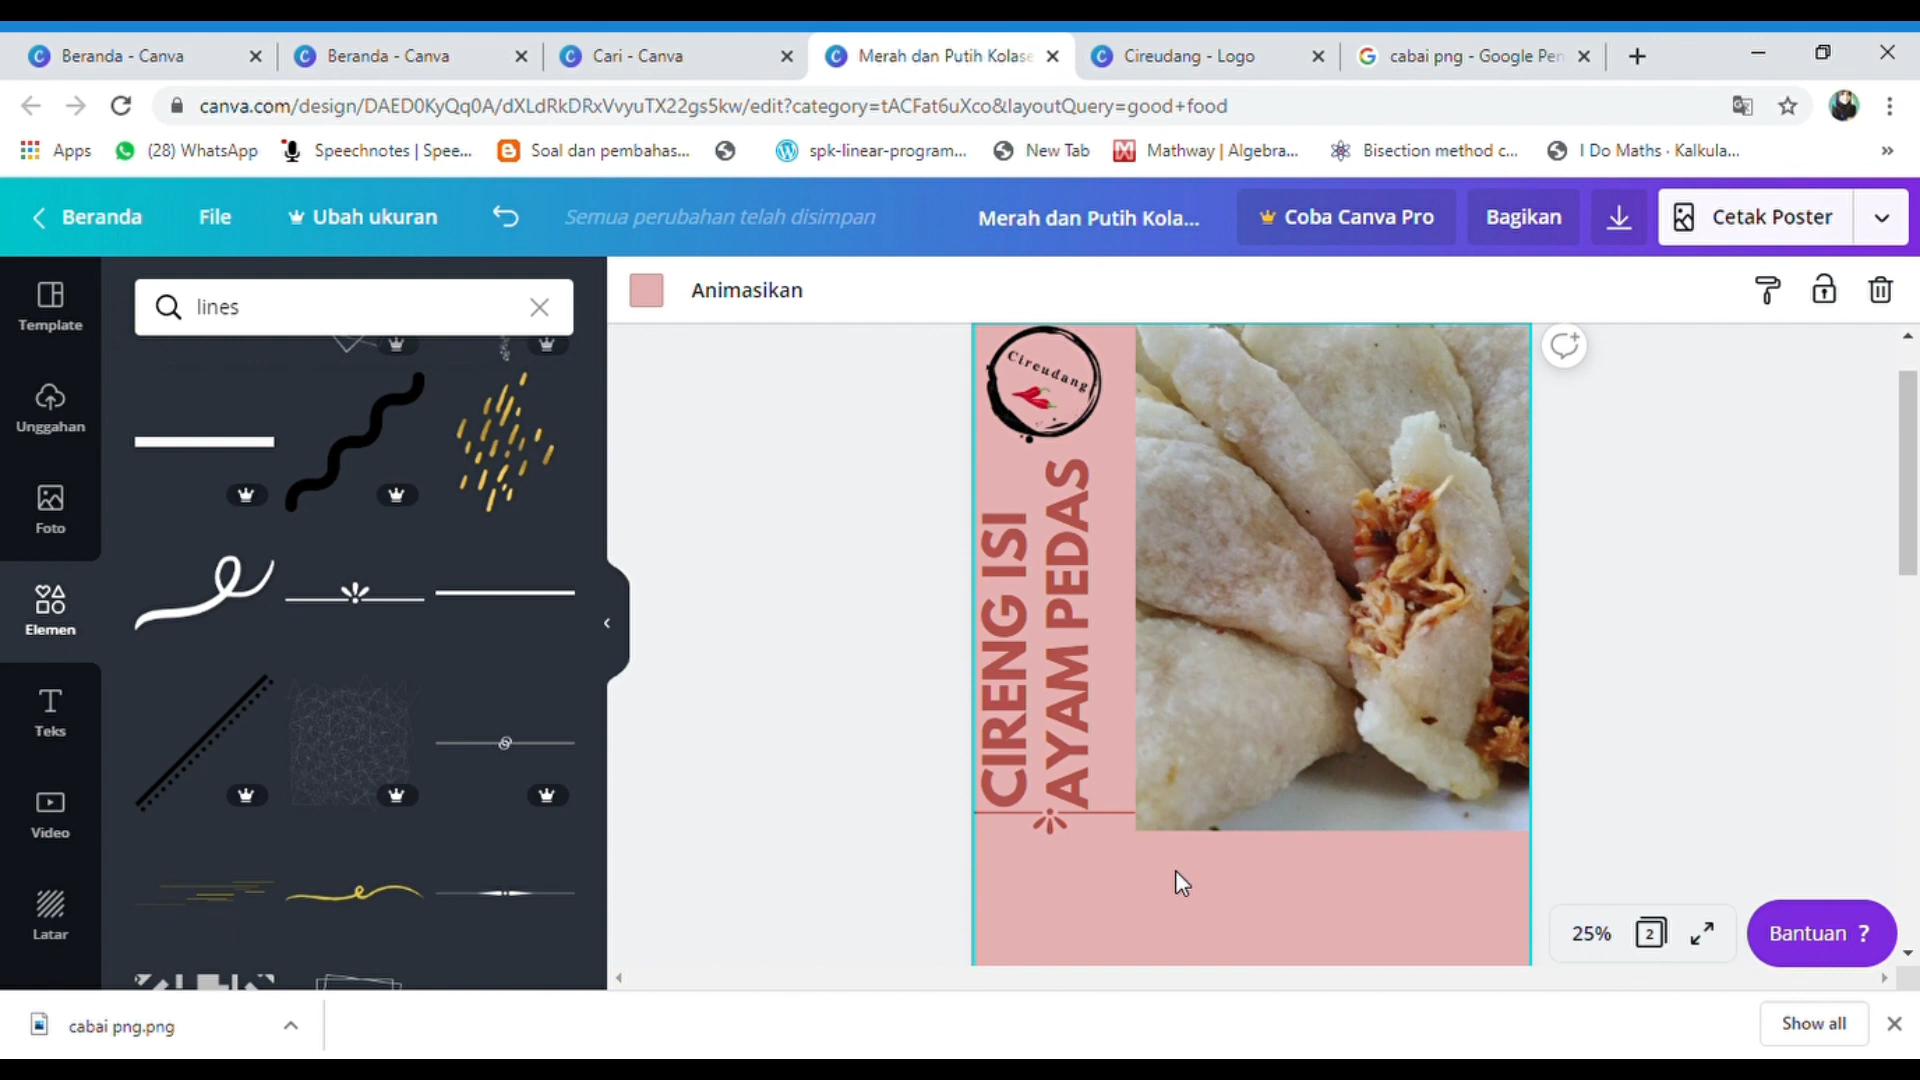 Beranda - Canva
Beranda - Canva
Cari - Canva
Merah dan Putih Kolase
Cireudang - Logo
cabai png - Google Pen
canva.com/design/DAED0KyQq0A/dXLdRkDRxVvyuTX22gs5kw/edit?category=tACFat6uXco&layoutQuery=good+food
Apps
(28) WhatsApp
Speechnotes | Spee...
Soal dan pembahas...
spk-linear-program...
New Tab
Mathway | Algebra...
Bisection method c...
I Do Maths · Kalkula...
»
Beranda
File
Ubah ukuran
Semua perubahan telah disimpan
Merah dan Putih Kola...
Coba Canva Pro
Bagikan
Cetak Poster
Template
Unggahan
Foto
Elemen
Teks
Video
Latar
lines
Animasikan
Cireudang
CIRENG ISI
AYAM PEDAS
25%
2
Bantuan ?
cabai png.png
Show all